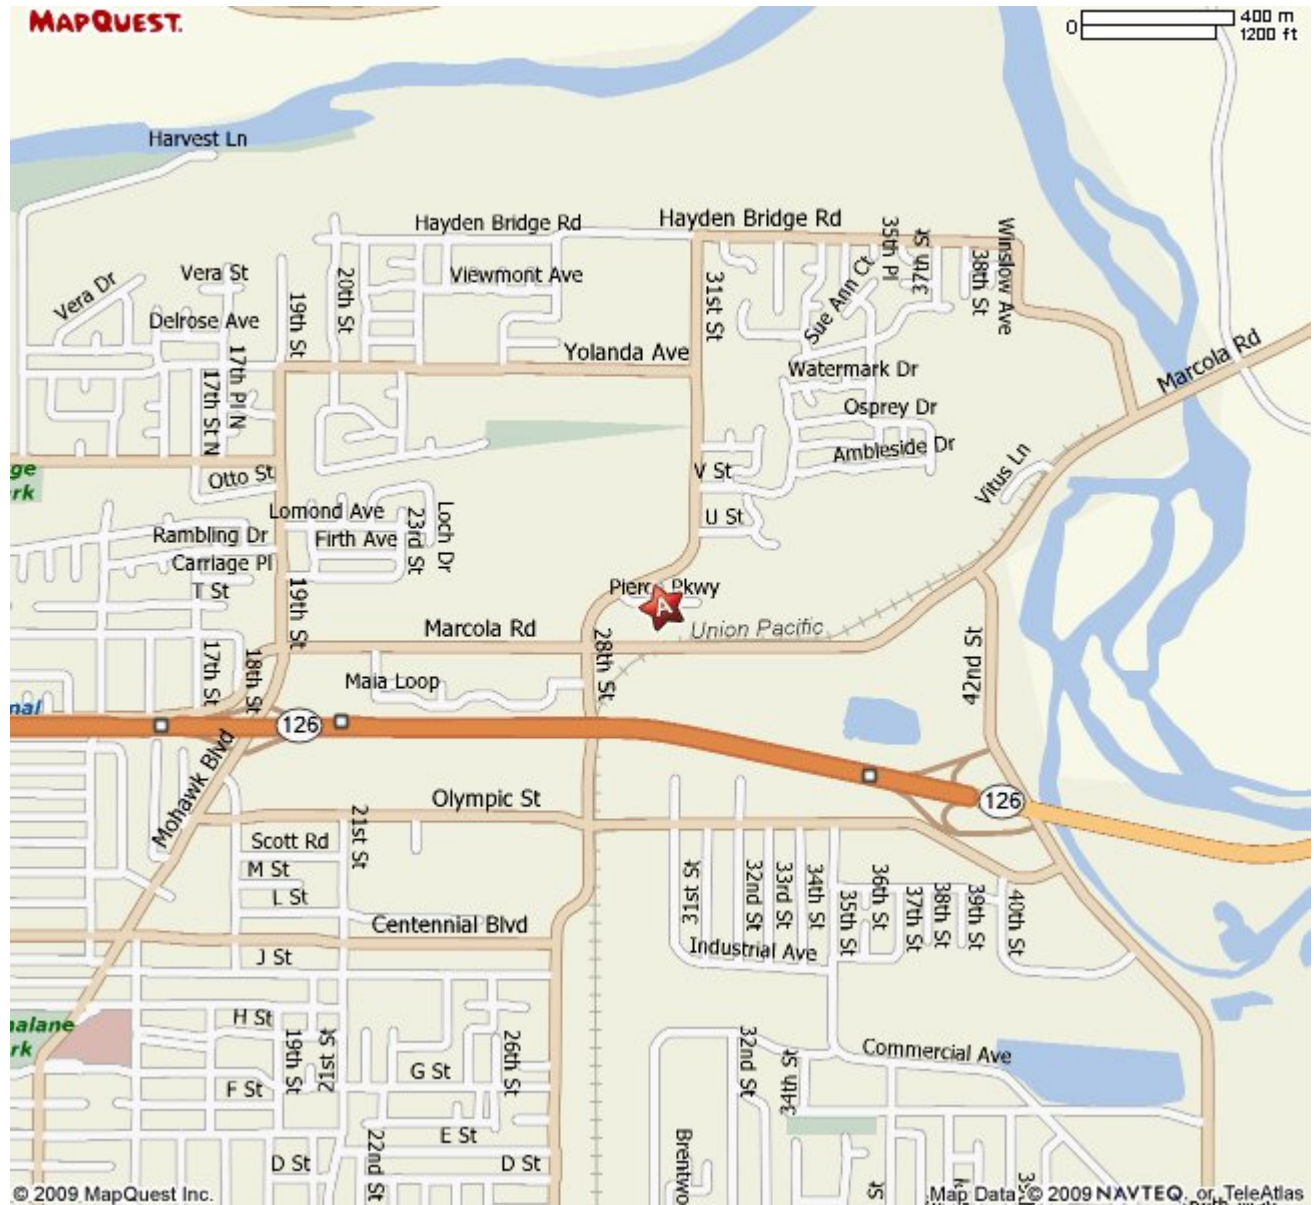 MAPQUEST.
0
400 m
1200 ft
Harvest Ln
Hayden Bridge Rd
Hayden Bridge Rd
35th Pl
37th St
38th St
Winslow Ave
Vera St
Vera Dr
Viewmont Ave
20th St
19th St
31st St
Sue Ann Ct
Delrose Ave
Yolanda Ave
Marcola Rd
17th Pl N
17th St N
Watermark Dr
Osprey Dr
Ambleside Dr
V St
Vitus Ln
Otto St
U St
Lomond Ave
Rambling Dr
Firth Ave
23rd St
Loch Dr
Carriage Pl
T St
19th St
Pkwy
A
Marcola Rd
Union Pacific
28th St
42nd St
17th St
18th St
Maia Loop
126
Mohawk Blvd
126
Olympic St
Scott Rd
21st St
M St
L St
31st St
32nd St
33rd St
34th St
35th St
36th St
37th St
38th St
39th St
40th St
Centennial Blvd
Industrial Ave
J St
H St
19th St
21st St
26th St
32nd St
34th St
Commercial Ave
G St
F St
E St
D St
22nd St
D St
St
© 2009 MapQuest Inc.
Map Data © 2009 NAVTEQ or TeleAtlas